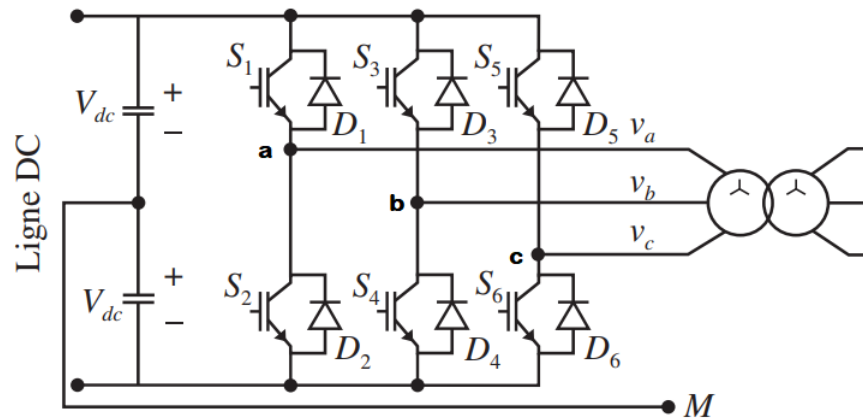 S1
S3
S5
Vdc
+
−
D1
D3
D5
va
a
Ligne DC
b
vb
c
vc
Vdc
+
−
S2
S4
S6
D2
D4
D6
M